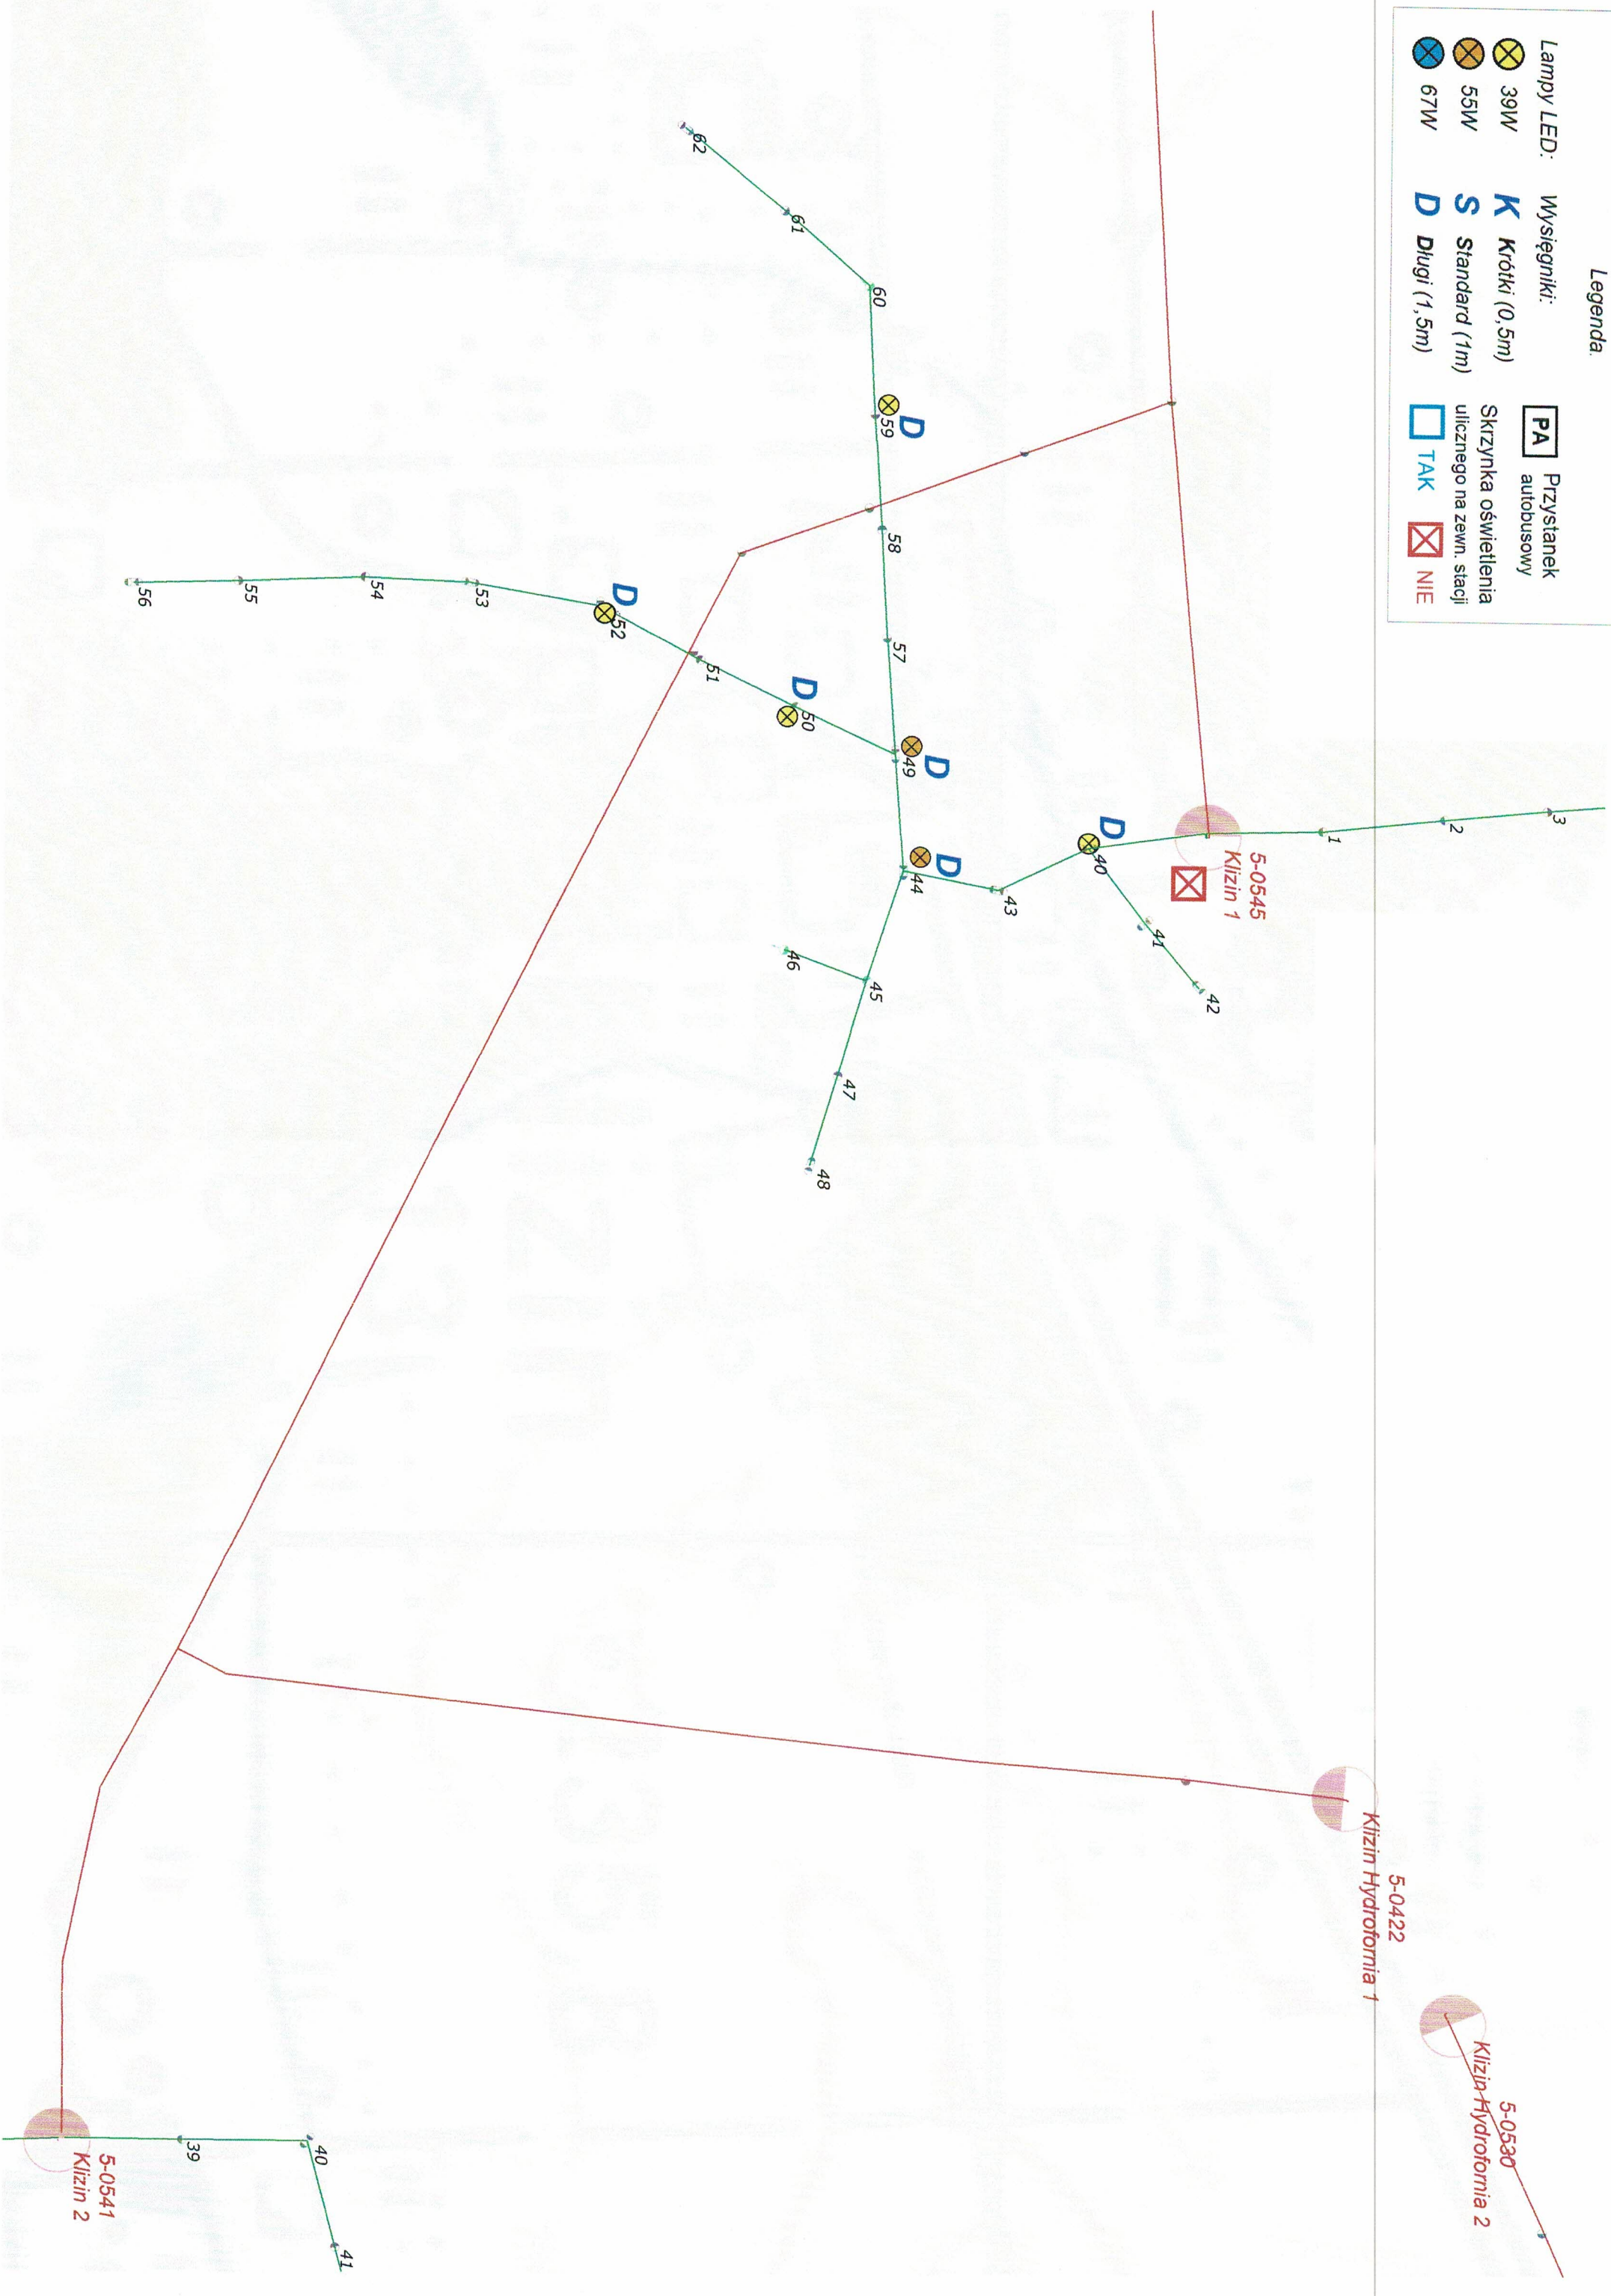 Legenda.
Lampy LED:
39W
55W
67W
Wysięgniki:
K Krótki (0,5m)
S Standard (1m)
D Długi (1,5m)
PA Przystanek
autobusowy
Skrzynka oświetlenia
ulicznego na zewn. stacji
TAK NIE
3
2
1
5-0545
Klizin 1
D
40
41
42
43
D
44
45
46
47
48
D
49
D
50
51
D
52
53
54
55
56
57
58
D
59
60
61
62
5-0422
Klizin Hydrofornia 1
5-0530
Klizin Hydrofornia 2
5-0541
Klizin 2
39
40
41